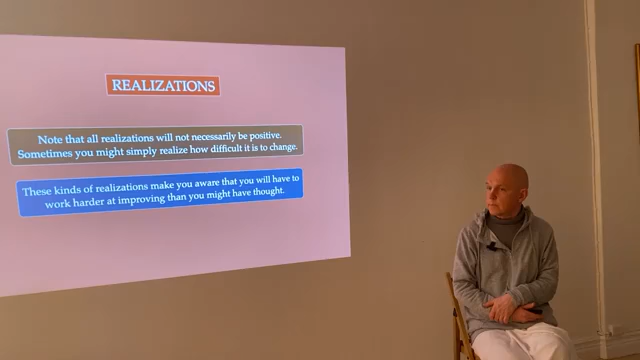 REALIZATIONS
Note that all realizations will not necessarily be positive.
Sometimes you might simply realize how difficult it is to change.
These kinds of realizations make you aware that you will have to
work harder at improving than you might have thought.